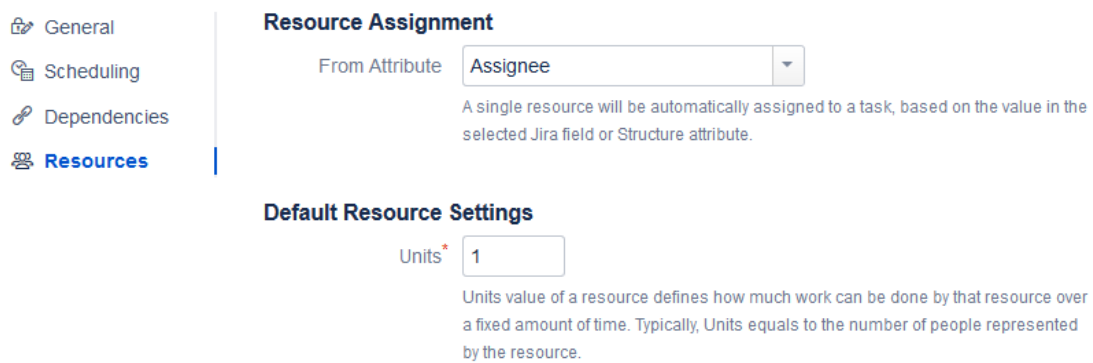 General
Scheduling
Dependencies
Resources
Resource Assignment
From Attribute Assignee
A single resource will be automatically assigned to a task, based on the value in the
selected Jira field or Structure attribute.
Default Resource Settings
Units* 1
Units value of a resource defines how much work can be done by that resource over
a fixed amount of time. Typically, Units equals to the number of people represented
by the resource.